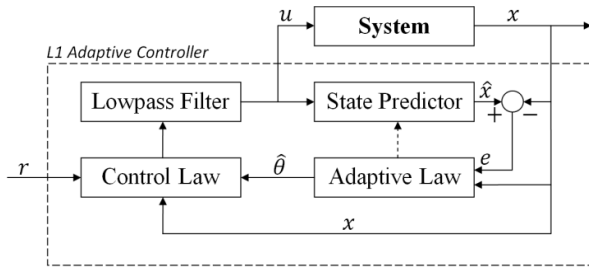 u
System
x
L1 Adaptive Controller
Lowpass Filter
State Predictor
x̂
+
−
e
r
Control Law
θ̂
Adaptive Law
x